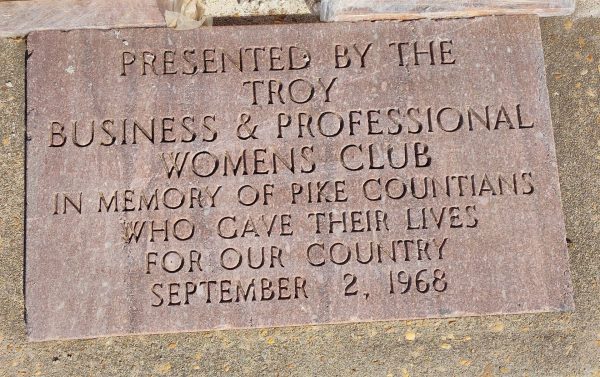 PRESENTED BY THE
TROY
BUSINESS & PROFESSIONAL
WOMENS CLUB
IN MEMORY OF PIKE COUNTIANS
WHO GAVE THEIR LIVES
FOR OUR COUNTRY
SEPTEMBER 2, 1968